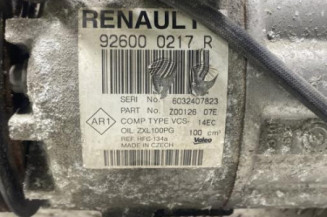 RENAULT
92600 0217 R
SERI No. 6032407823
PART No. Z00126 07E
AR1
COMP TYPE VCS- 14EC
OIL ZXL100PG 100 cm³
REF. HFC-134a
MADE IN CZECH
Valeo